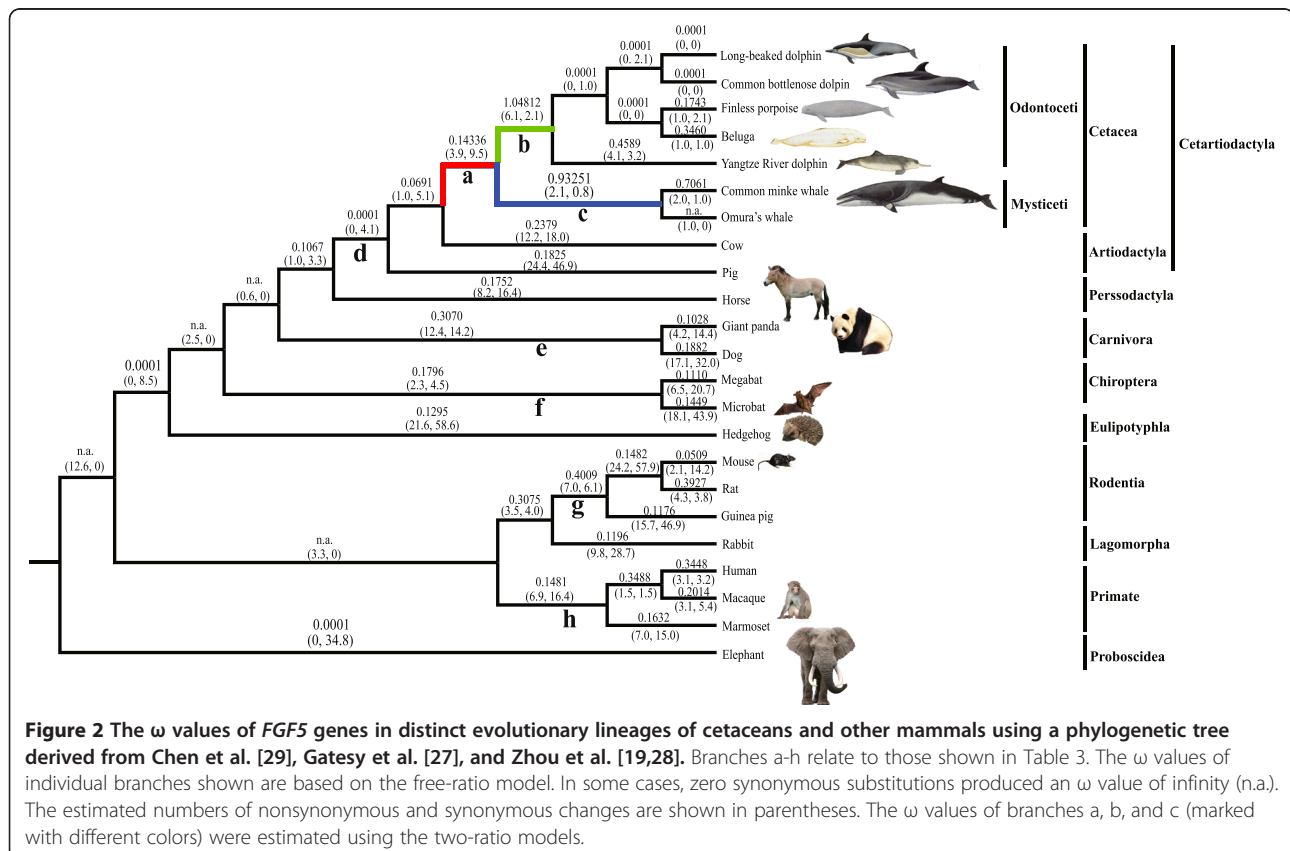 0.0001
(0, 0)
Long-beaked dolphin
0.0001
(0. 2.1)
0.0001
(0, 0)
Common bottlenose dolpin
0.0001
(0, 1.0)
0.0001
(0, 0)
0.1743
(1.0, 2.1)
Finless porpoise
0.3460
(1.0, 1.0)
Beluga
1.04812
(6.1, 2.1)
b
0.4589
(4.1, 3.2)
Yangtze River dolphin
Odontoceti
0.14336
(3.9, 9.5)
a
0.93251
(2.1, 0.8)
c
0.7061
(2.0, 1.0)
Common minke whale
n.a.
(1.0, 0)
Omura's whale
Mysticeti
Cetacea
Cetartiodactyla
0.0691
(1.0, 5.1)
0.2379
(12.2, 18.0)
Cow
0.0001
(0, 4.1)
d
0.1825
(24.4, 46.9)
Pig
Artiodactyla
0.1067
(1.0, 3.3)
0.1752
(8.2, 16.4)
Horse
Perssodactyla
n.a.
(0.6, 0)
0.3070
(12.4, 14.2)
e
0.1028
(4.2, 14.4)
Giant panda
0.1882
(17.1, 32.0)
Dog
Carnivora
n.a.
(2.5, 0)
0.1796
(2.3, 4.5)
f
0.1110
(6.5, 20.7)
Megabat
0.1449
(18.1, 43.9)
Microbat
Chiroptera
0.0001
(0, 8.5)
0.1295
(21.6, 58.6)
Hedgehog
Eulipotyphla
n.a.
(12.6, 0)
0.1482
(24.2, 57.9)
0.0509
(2.1, 14.2)
Mouse
0.3927
(4.3, 3.8)
Rat
0.4009
(7.0, 6.1)
g
0.1176
(15.7, 46.9)
Guinea pig
Rodentia
0.3075
(3.5, 4.0)
0.1196
(9.8, 28.7)
Rabbit
Lagomorpha
n.a.
(3.3, 0)
0.3488
(1.5, 1.5)
0.3448
(3.1, 3.2)
Human
0.2014
(3.1, 5.4)
Macaque
0.1481
(6.9, 16.4)
h
0.1632
(7.0, 15.0)
Marmoset
Primate
0.0001
(0, 34.8)
Elephant
Proboscidea
Figure 2 The ω values of FGF5 genes in distinct evolutionary lineages of cetaceans and other mammals using a phylogenetic tree
derived from Chen et al. [29], Gatesy et al. [27], and Zhou et al. [19,28]. Branches a-h relate to those shown in Table 3. The ω values of
individual branches shown are based on the free-ratio model. In some cases, zero synonymous substitutions produced an ω value of infinity (n.a.).
The estimated numbers of nonsynonymous and synonymous changes are shown in parentheses. The ω values of branches a, b, and c (marked
with different colors) were estimated using the two-ratio models.